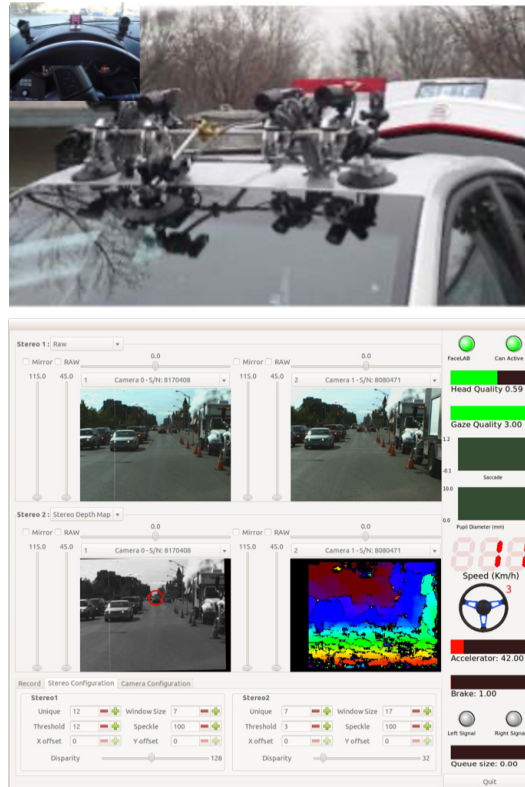 Stereo 1: Raw
Mirror RAW 0.0 Mirror RAW 0.0
115.0 45.0 1 Camera 0 - S/N: 8170408 115.0 45.0 2 Camera 1 - S/N: 8080471
Stereo 2: Stereo Depth Map
Mirror RAW 0.0 Mirror RAW 0.0
115.0 45.0 1 Camera 0 - S/N: 8170408 115.0 45.0 2 Camera 1 - S/N: 8080471
Record Stereo Configuration Camera Configuration
Stereo1
Unique 12 Window Size 7
Threshold 12 Speckle 100
X offset 0 Y offset 0
Disparity 128
Stereo2
Unique 7 Window Size 17
Threshold 3 Speckle 100
X offset 0 Y offset 0
Disparity 32
FaceLAB Can Active
Head Quality 0.59
Gaze Quality 3.00
1.2
-0.1
Saccade
10.0
0.0
Pupil Diameter (mm)
Speed (Km/h)
3
Accelerator: 42.00
Brake: 1.00
Left Signal Right Signa
Queue size: 0.00
Quit